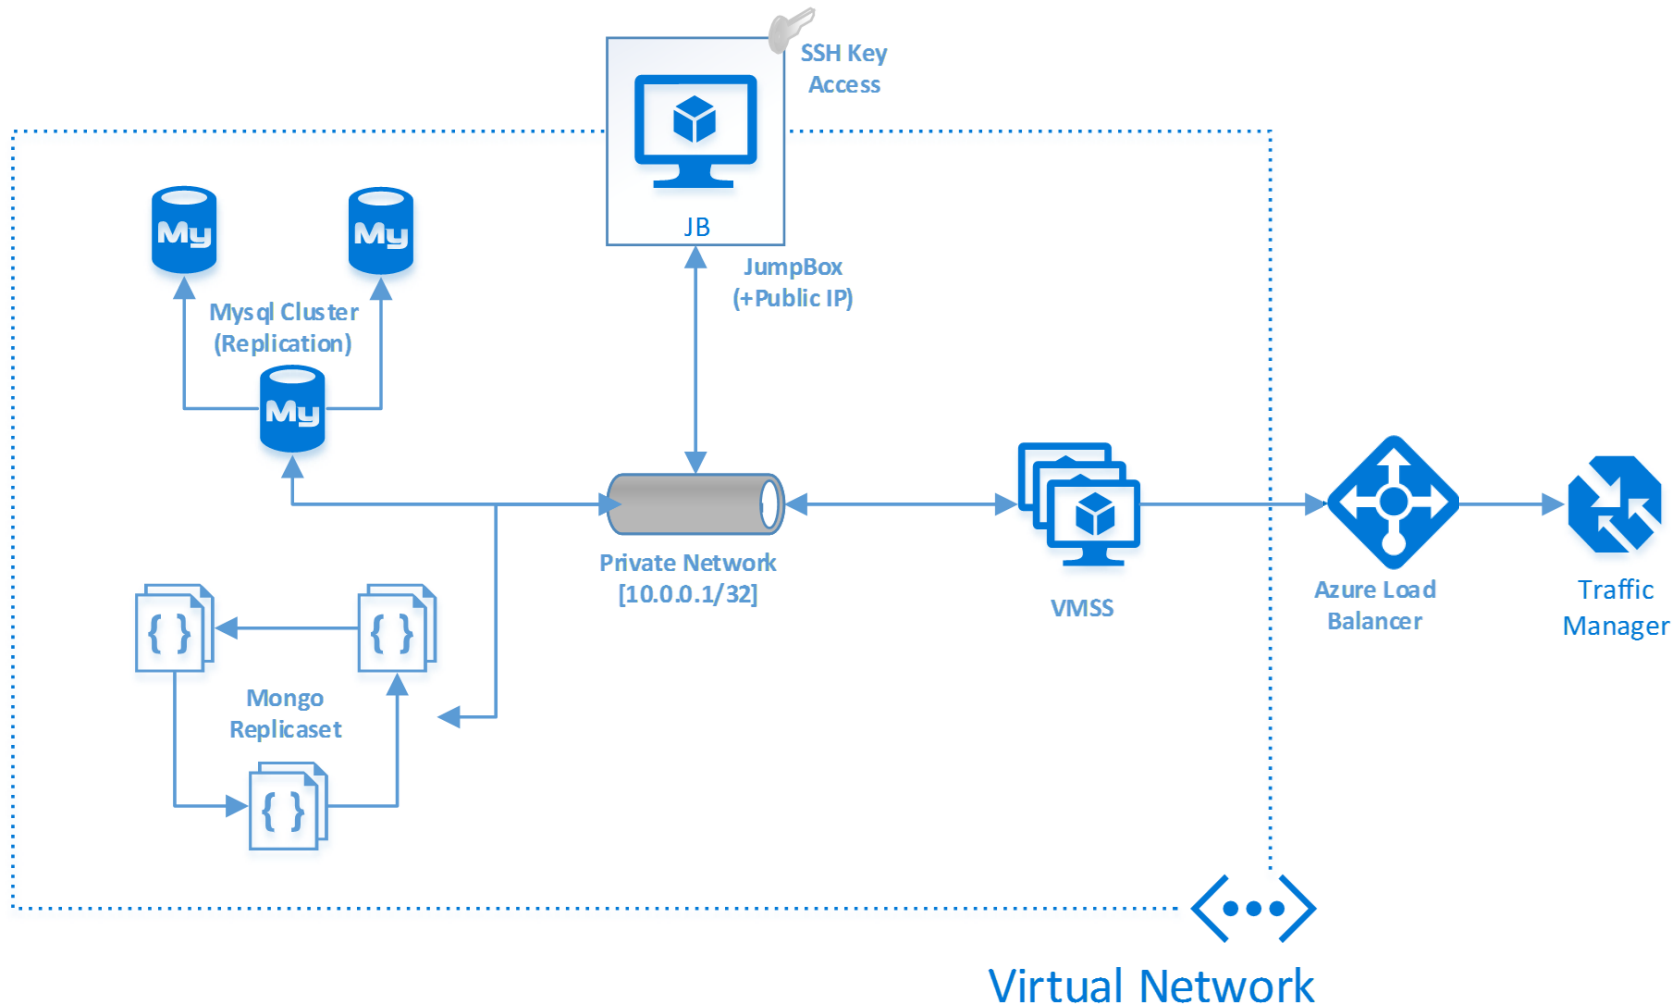 SSH Key
Access
JB
JumpBox
(+Public IP)
My
My
Mysql Cluster
(Replication)
My
Private Network
[10.0.0.1/32]
VMSS
Azure Load
Balancer
Traffic
Manager
{ }
{ }
Mongo
Replicaset
{ }
Virtual Network